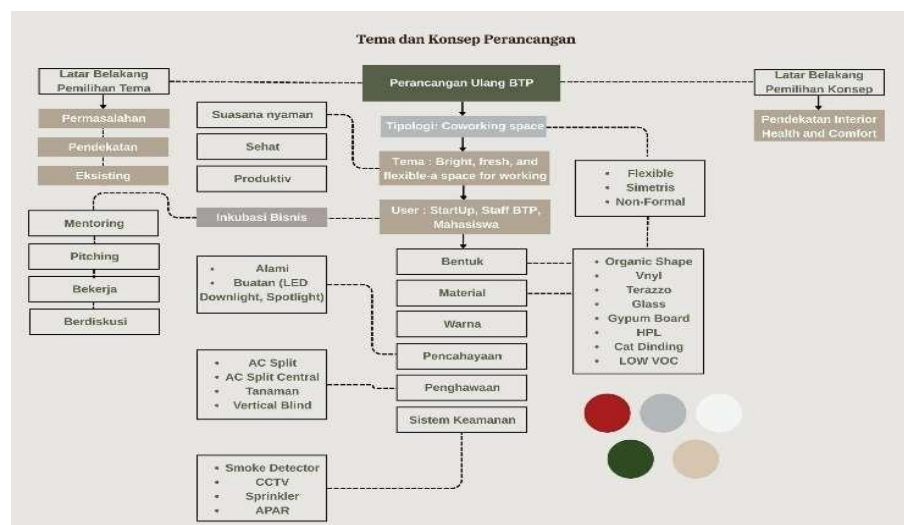 Tema dan Konsep Perancangan
Latar Belakang
Pemilihan Tema
Permasalahan
Pendekatan
Eksisting
Suasana nyaman
Sehat
Produktiv
Inkubasi Bisnis
Mentoring
Pitching
Bekerja
Berdiskusi
Perancangan Ulang BTP
Tipologi: Coworking space
Tema : Bright, fresh, and
flexible-a space for working
User : StartUp, Staff BTP,
Mahasiswa
Bentuk
Material
Warna
Pencahayaan
Penghawaan
Sistem Keamanan
• Alami
• Buatan (LED
Downlight, Spotlight)
• AC Split
• AC Split Central
• Tanaman
• Vertical Blind
• Smoke Detector
• CCTV
• Sprinkler
• APAR
Latar Belakang
Pemilihan Konsep
Pendekatan Interior
Health and Comfort
• Flexible
• Simetris
• Non-Formal
• Organic Shape
• Vnyl
• Terazzo
• Glass
• Gypum Board
• HPL
• Cat Dinding
• LOW VOC